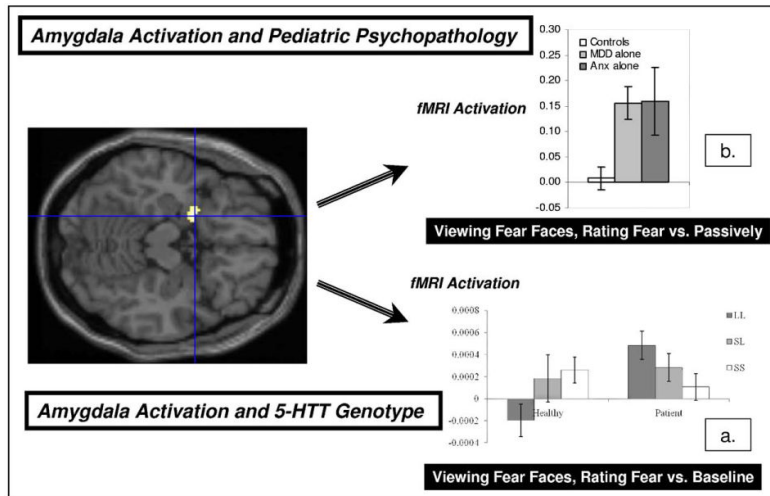 Amygdala Activation and Pediatric Psychopathology
0.30
0.25
0.20
0.15
0.10
0.05
0.00
-0.05
Controls
MDD alone
Anx alone
fMRI Activation
b.
Viewing Fear Faces, Rating Fear vs. Passively
fMRI Activation
0.0008
0.0006
0.0004
0.0002
0
-0.0002
-0.0004
LL
SL
SS
Healthy
Patient
Amygdala Activation and 5-HTT Genotype
a.
Viewing Fear Faces, Rating Fear vs. Baseline